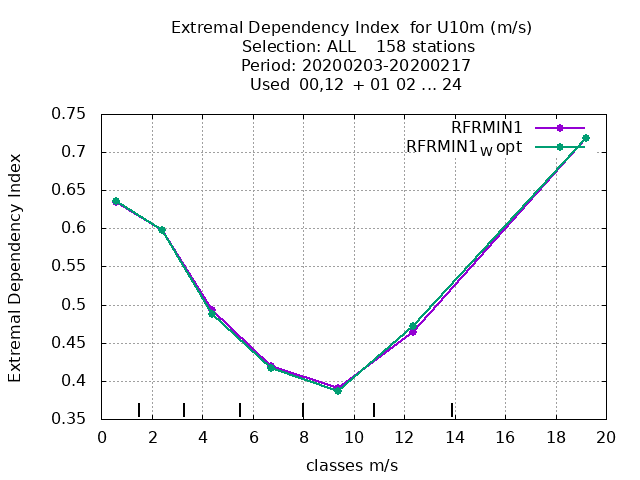 Extremal Dependency Index for U10m (m/s)
Selection: ALL 158 stations
Period: 20200203-20200217
Used 00,12 + 01 02 ... 24
RFRMIN1
RFRMIN1W opt
Extremal Dependency Index
0.75
0.7
0.65
0.6
0.55
0.5
0.45
0.4
0.35
0 2 4 6 8 10 12 14 16 18 20
classes m/s